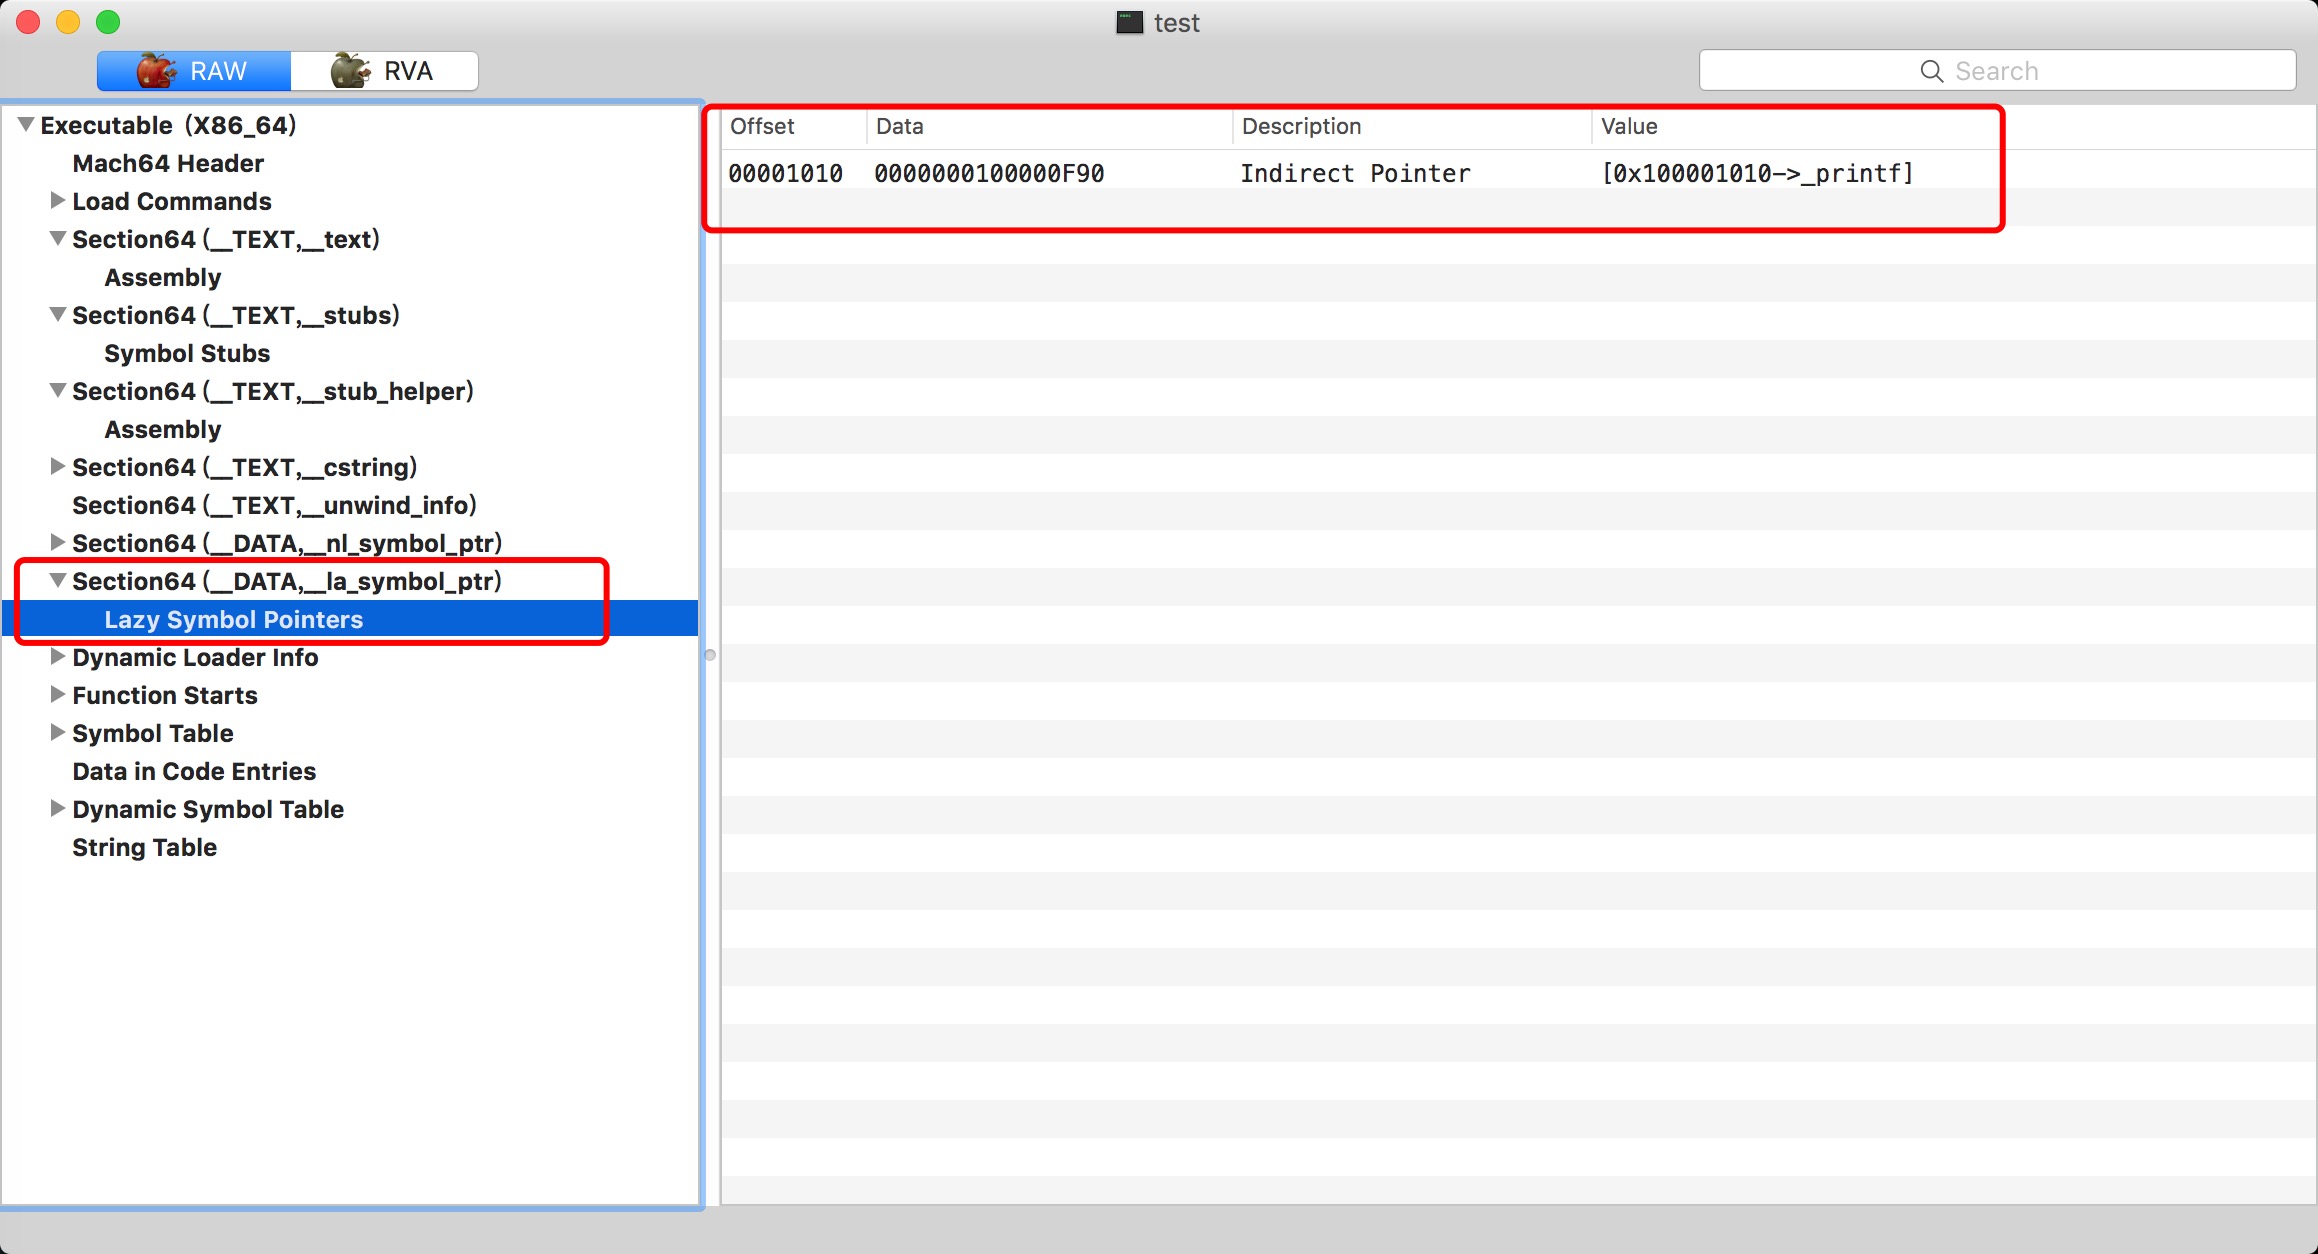 test
RAW RVA
Search
Executable (X86_64)
Mach64 Header
Load Commands
Section64 (__TEXT,__text)
Assembly
Section64 (__TEXT,__stubs)
Symbol Stubs
Section64 (__TEXT,__stub_helper)
Assembly
Section64 (__TEXT,__cstring)
Section64 (__TEXT,__unwind_info)
Section64 (__DATA,__nl_symbol_ptr)
Section64 (__DATA,__la_symbol_ptr)
Lazy Symbol Pointers
Dynamic Loader Info
Function Starts
Symbol Table
Data in Code Entries
Dynamic Symbol Table
String Table
Offset Data Description Value
00001010 0000000100000F90 Indirect Pointer [0x100001010->_printf]